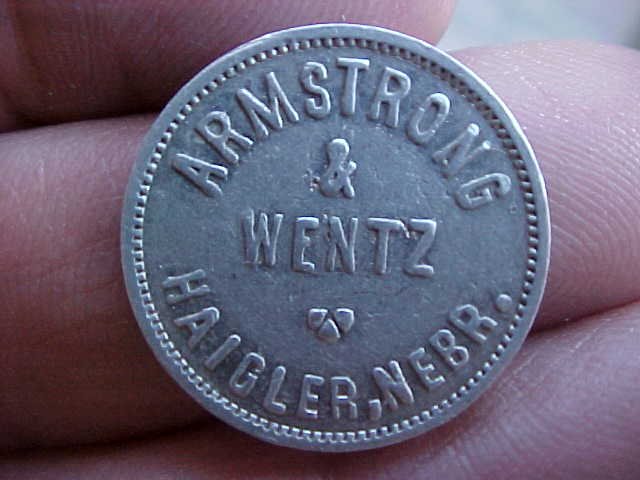 ARMSTRONG
&
WENTZ
HAIGLER, NEBR.